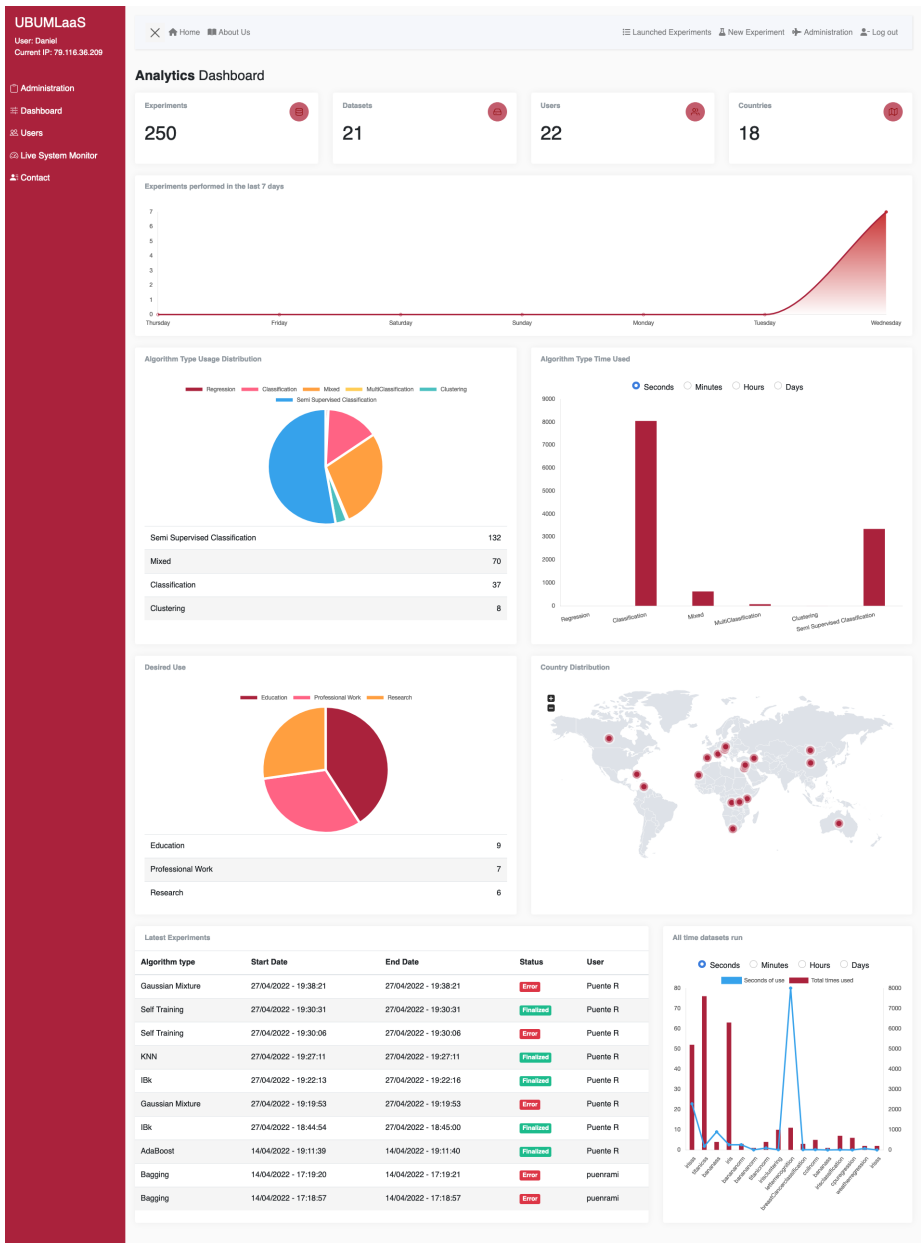 UBUMLaaS
User: Daniel
Current IP: 79.116.36.209
Administration
Dashboard
Users
Live System Monitor
Contact
Home About Us
Launched Experiments New Experiment Administration Log out
Analytics Dashboard
Experiments
250
Datasets
21
Users
22
Countries
18
Experiments performed in the last 7 days
7
6
5
4
3
2
1
0
Thursday Friday Saturday Sunday Monday Tuesday Wednesday
Algorithm Type Usage Distribution
Regression Classification Mixed MultiClassification Clustering
Semi Supervised Classification
Semi Supervised Classification 132
Mixed 70
Classification 37
Clustering 8
Algorithm Type Time Used
Seconds Minutes Hours Days
9000
8000
7000
6000
5000
4000
3000
2000
1000
0
Regression Classification Mixed MultiClassification Clustering Semi Supervised Classification
Desired Use
Education Professional Work Research
Education 9
Professional Work 7
Research 6
Country Distribution
+
−
Latest Experiments
Algorithm type Start Date End Date Status User
Gaussian Mixture 27/04/2022 - 19:38:21 27/04/2022 - 19:38:21 Error Puente R
Self Training 27/04/2022 - 19:30:31 27/04/2022 - 19:30:31 Finalized Puente R
Self Training 27/04/2022 - 19:30:06 27/04/2022 - 19:30:06 Error Puente R
KNN 27/04/2022 - 19:27:11 27/04/2022 - 19:27:11 Finalized Puente R
IBk 27/04/2022 - 19:22:13 27/04/2022 - 19:22:16 Finalized Puente R
Gaussian Mixture 27/04/2022 - 19:19:53 27/04/2022 - 19:19:53 Error Puente R
IBk 27/04/2022 - 18:44:54 27/04/2022 - 18:45:00 Finalized Puente R
AdaBoost 14/04/2022 - 19:11:39 14/04/2022 - 19:11:40 Finalized Puente R
Bagging 14/04/2022 - 17:19:20 14/04/2022 - 17:19:21 Error puenrami
Bagging 14/04/2022 - 17:18:57 14/04/2022 - 17:18:57 Error puenrami
All time datasets run
Seconds Minutes Hours Days
Seconds of use Total times used
80 8000
70 7000
60 6000
50 5000
40 4000
30 3000
20 2000
10 1000
0 0
iris irisclustering breastCancerclassification irisclassification cpuregression weatherregression